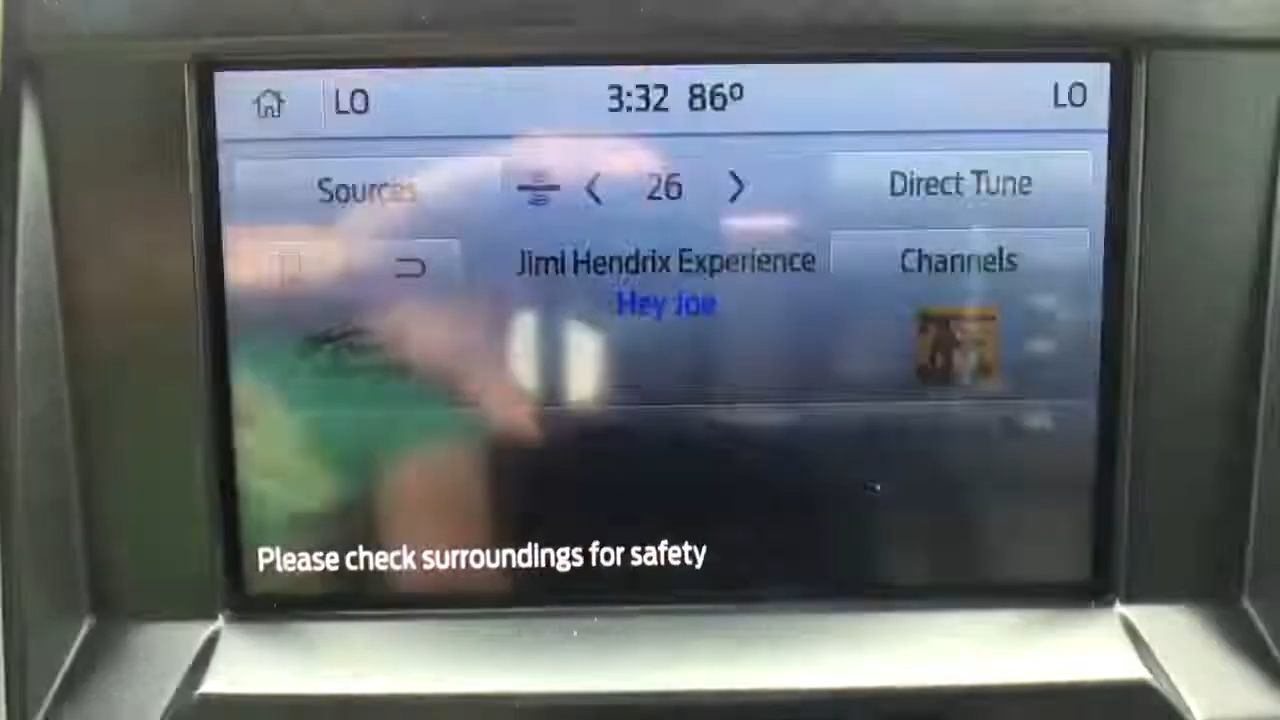 LO 3:32 86º LO
Sources 26 Direct Tune
Jimi Hendrix Experience Channels
Hey Joe
Please check surroundings for safety